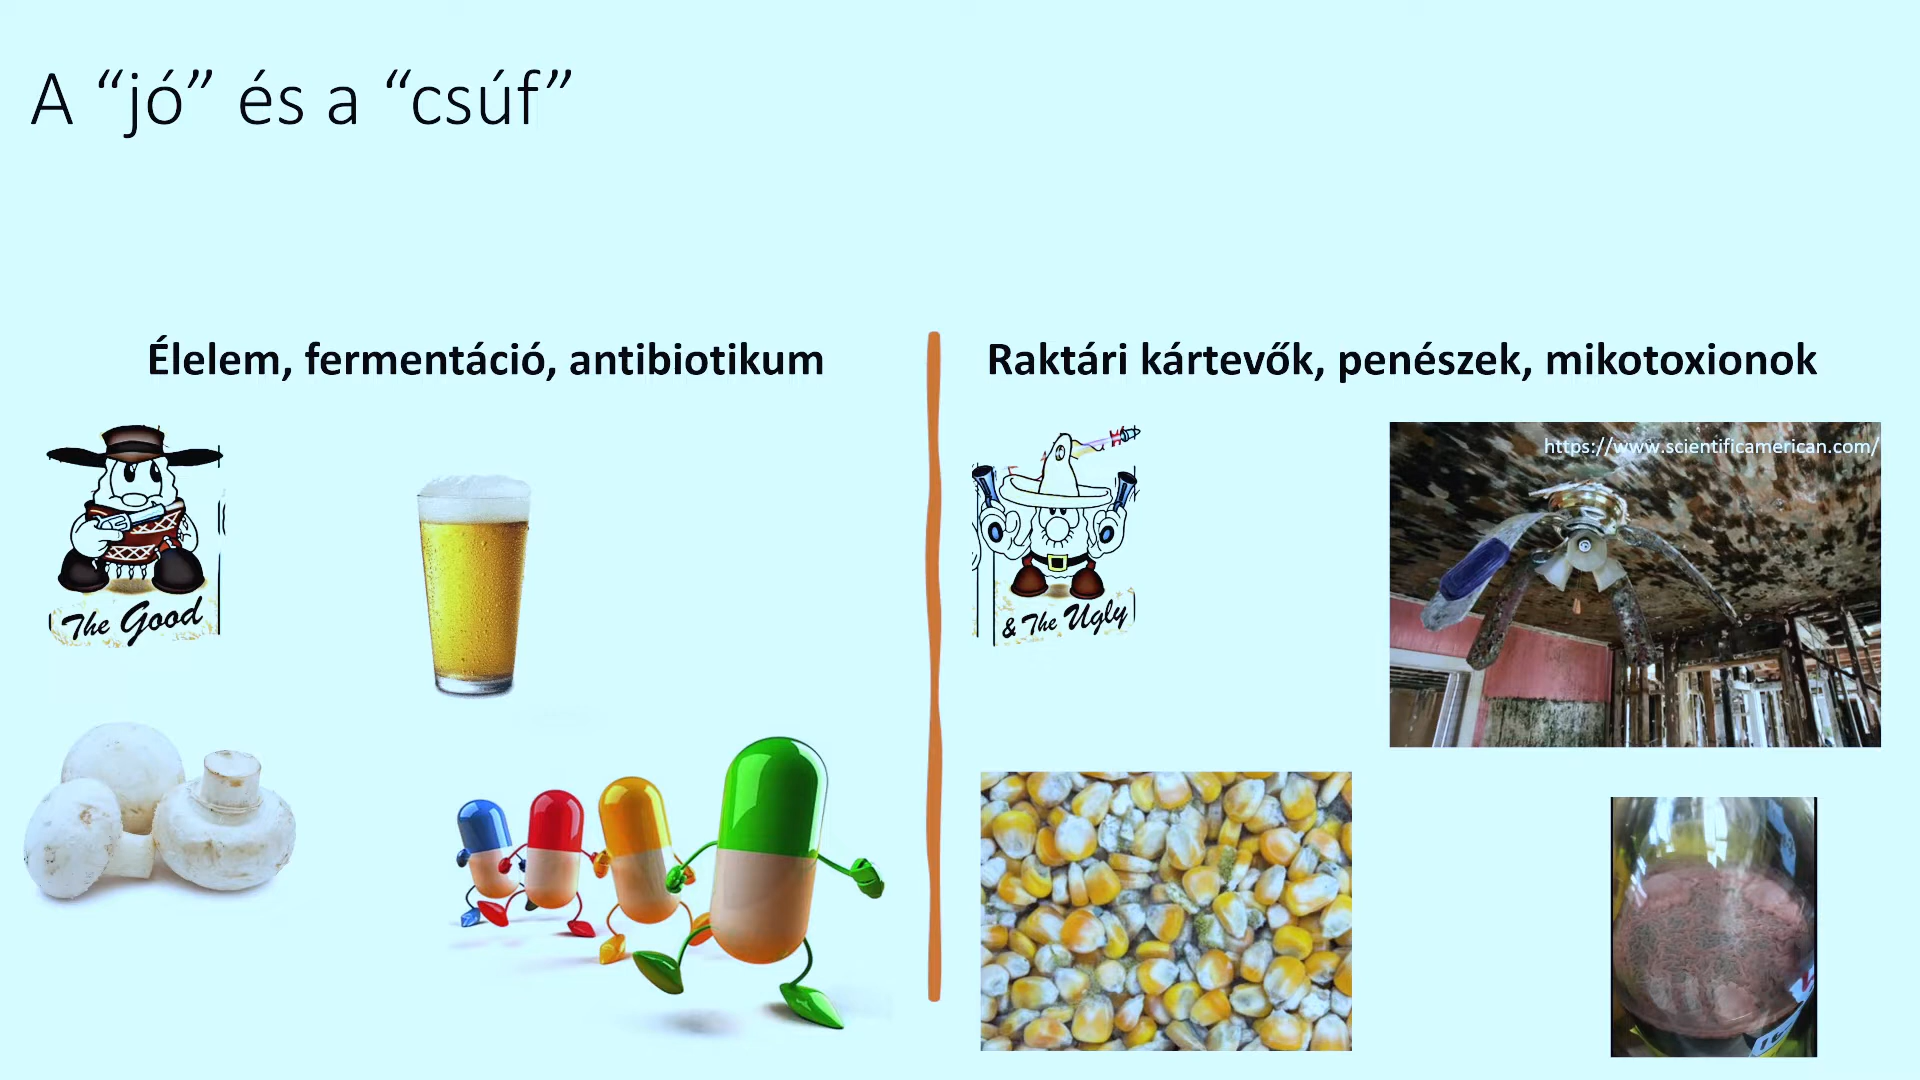 A “jó” és a “csúf”
Élelem, fermentáció, antibiotikum
Raktári kártevők, penészek, mikotoxionok
The Good
& The Ugly
https://www.scientificamerican.com/